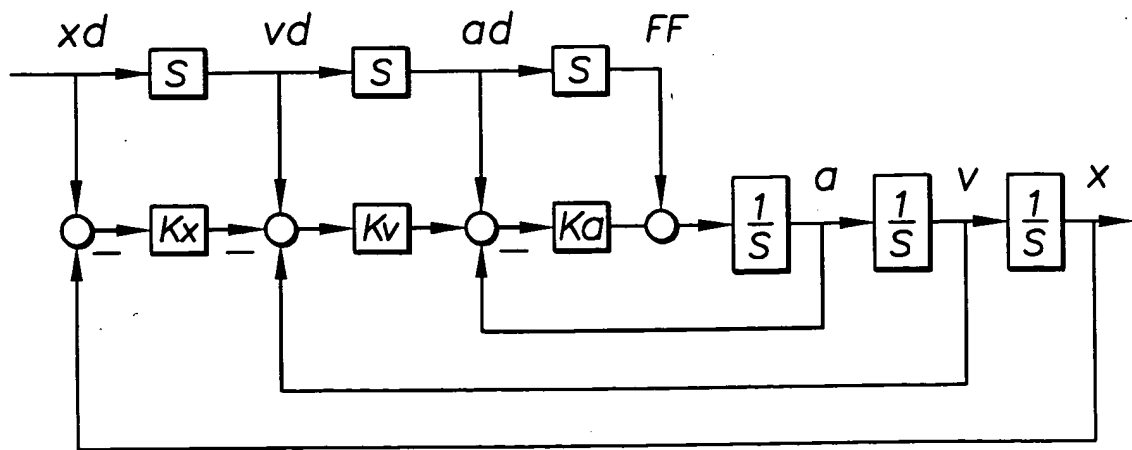 xd vd ad FF
S S S
a v x
Kx Kv Ka 1/S 1/S 1/S
− − −